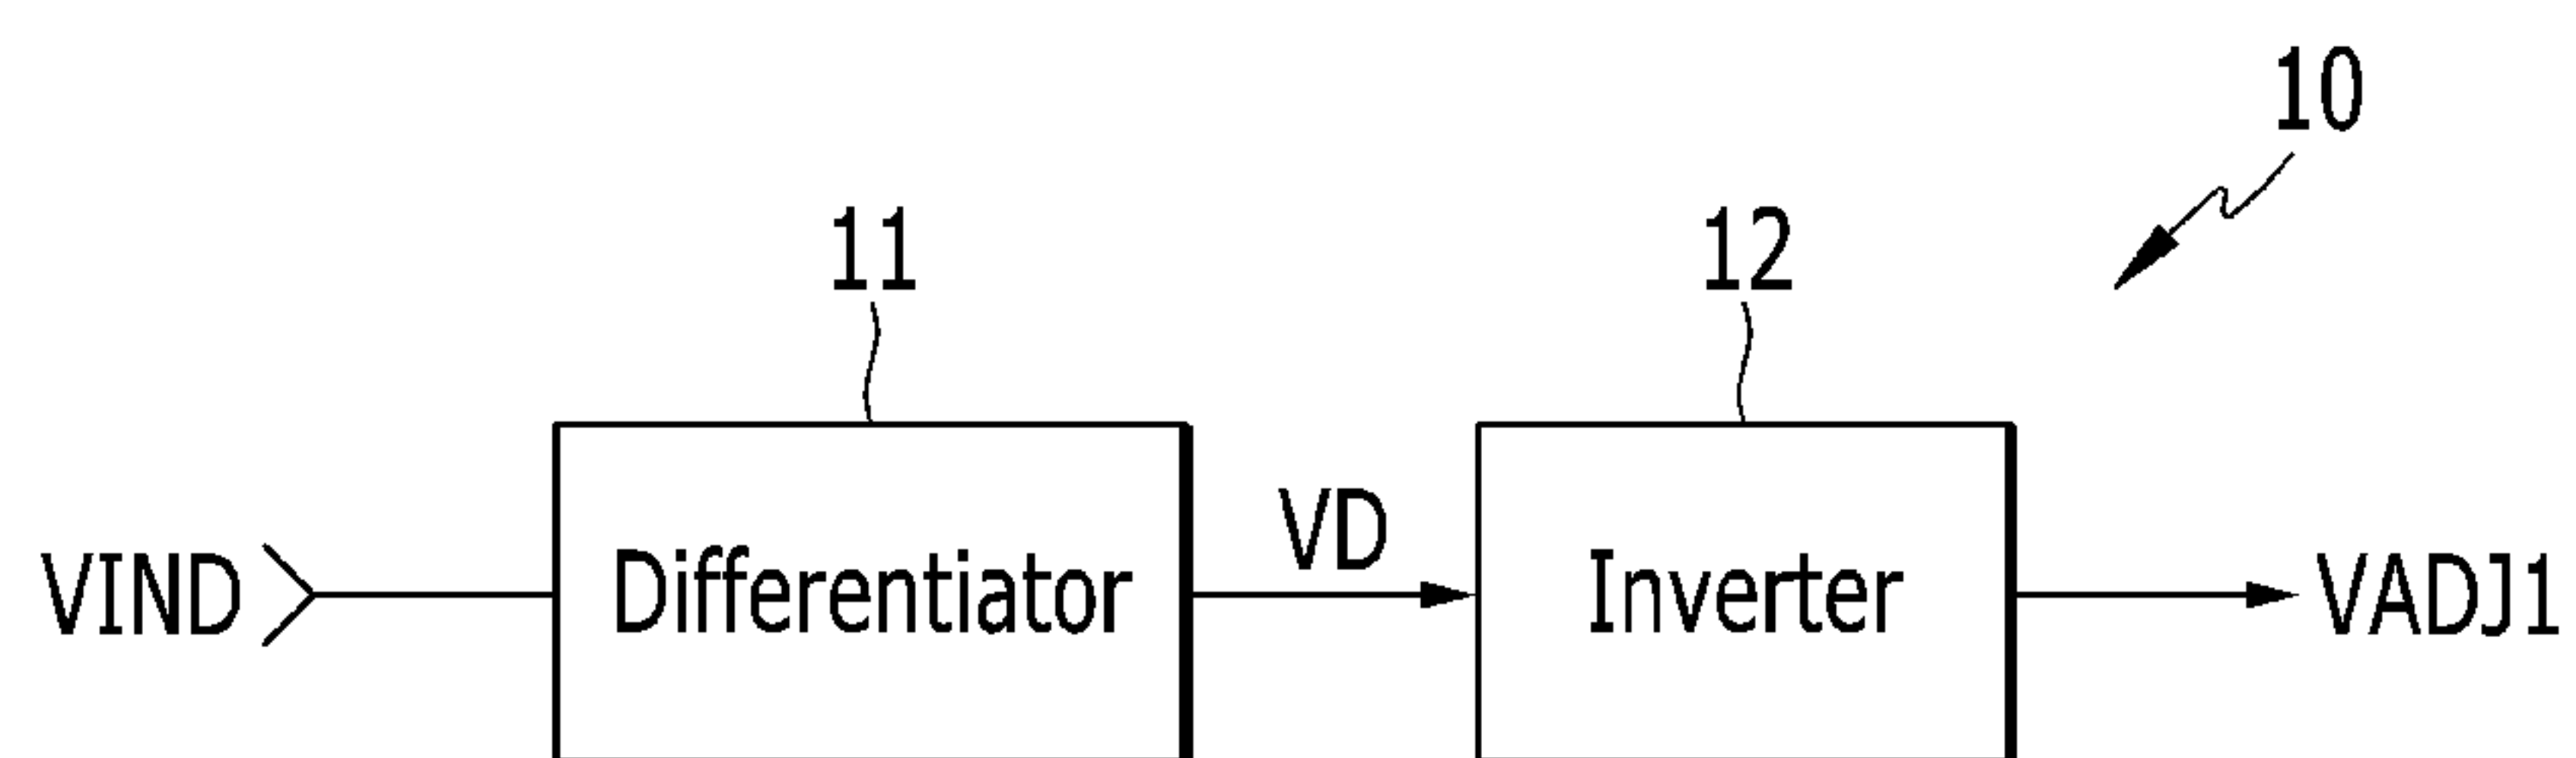 10
11
12
VD
VIND
Differentiator
Inverter
VADJ1